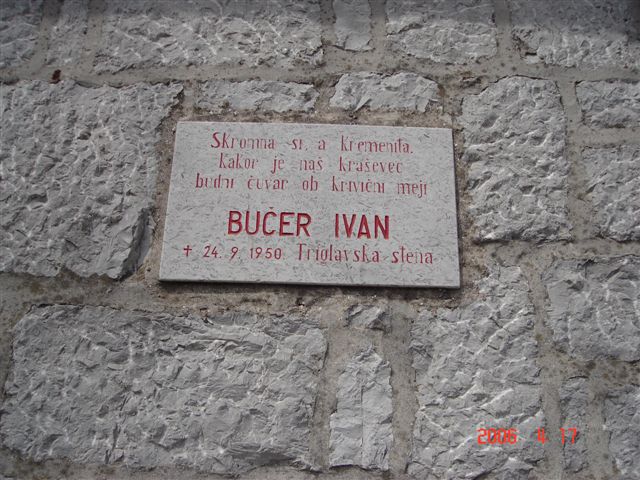 Skromna si, a kremenita,
kakor je naš kraševec
budni čuvar ob krivični meji
BUČER IVAN
+ 24. 9. 1950 Triglavska stena
2006 4 17